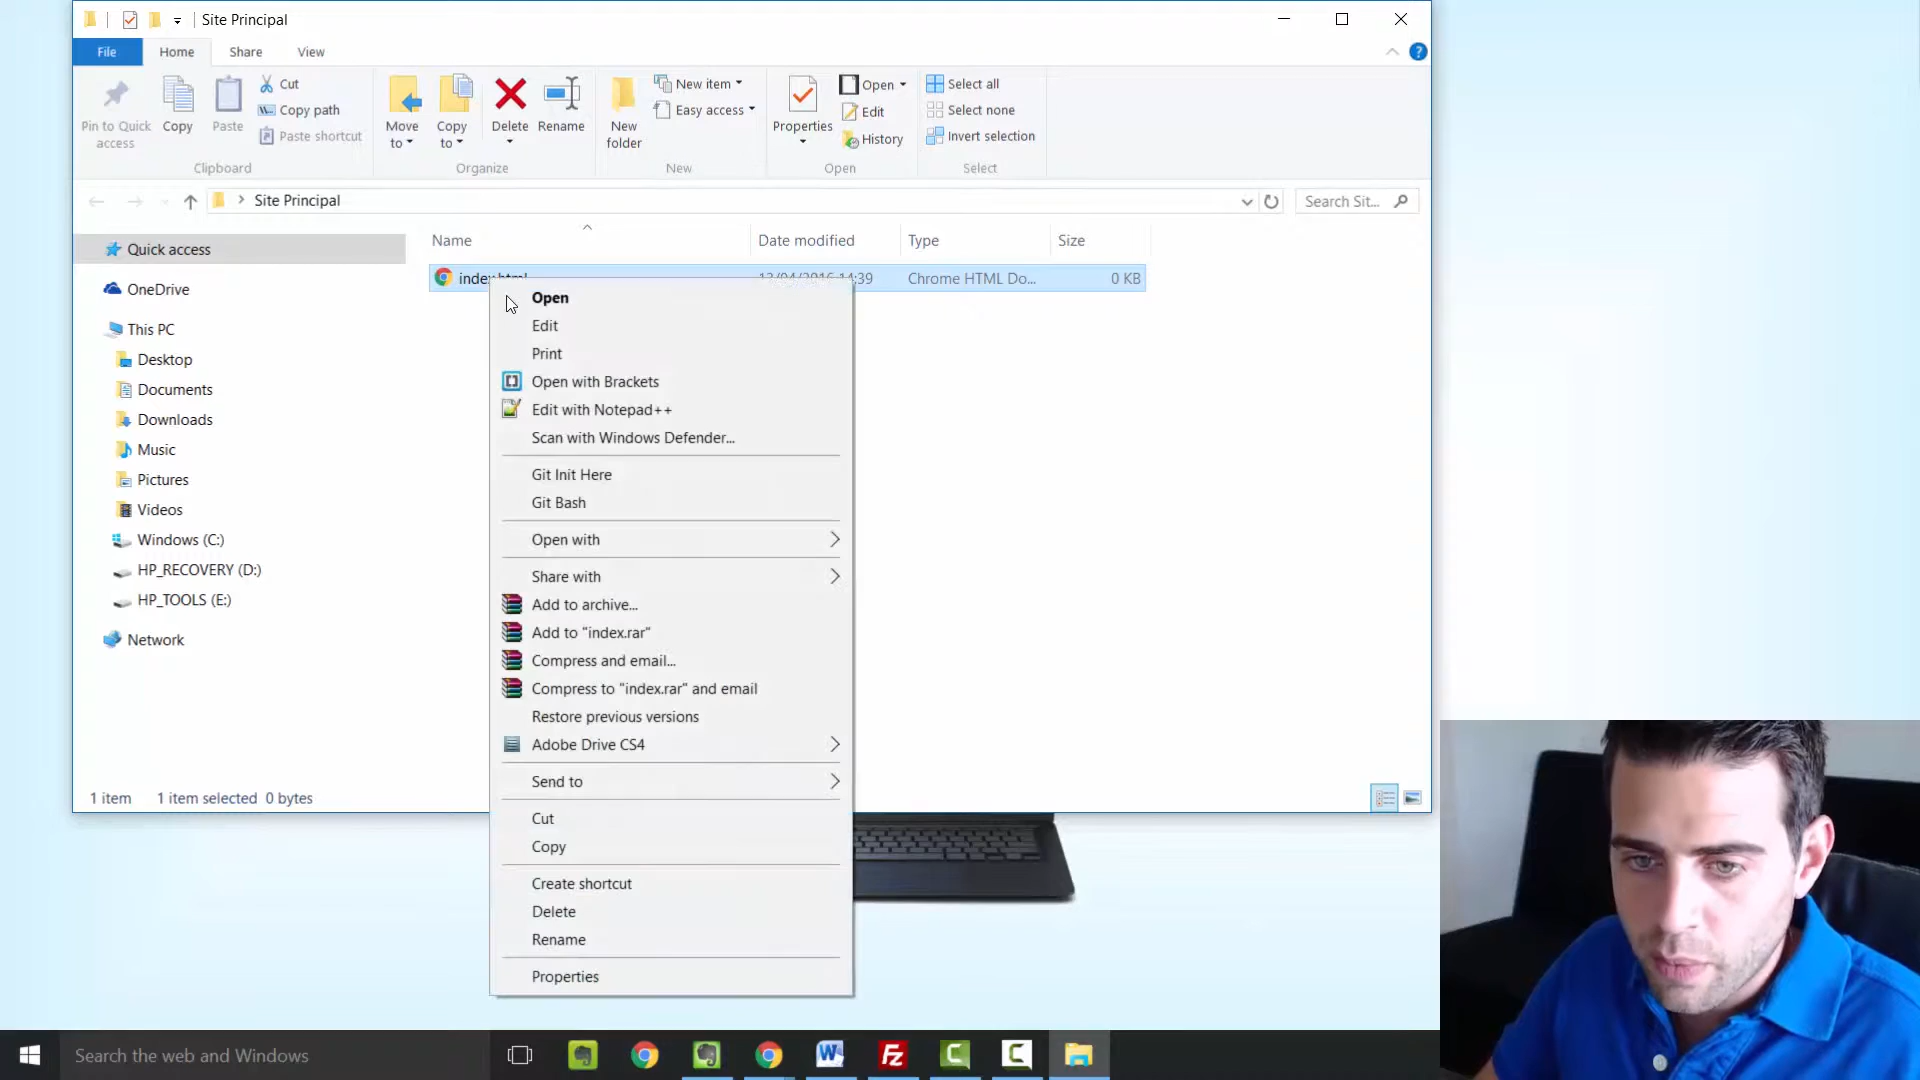 Site Principal
File Home Share View
Pin to Quick access
Copy
Paste
Cut
Copy path
Paste shortcut
Clipboard
Move to
Copy to
Delete
Rename
Organize
New folder
New item
Easy access
New
Properties
Open
Edit
History
Open
Select all
Select none
Invert selection
Select
Site Principal
Search Sit...
Name Date modified Type Size
index.html 13/04/2016 14:39 Chrome HTML Do... 0 KB
Quick access
OneDrive
This PC
Desktop
Documents
Downloads
Music
Pictures
Videos
Windows (C:)
HP_RECOVERY (D:)
HP_TOOLS (E:)
Network
Open
Edit
Print
Open with Brackets
Edit with Notepad++
Scan with Windows Defender...
Git Init Here
Git Bash
Open with
Share with
Add to archive...
Add to "index.rar"
Compress and email...
Compress to "index.rar" and email
Restore previous versions
Adobe Drive CS4
Send to
Cut
Copy
Create shortcut
Delete
Rename
Properties
1 item 1 item selected 0 bytes
Search the web and Windows